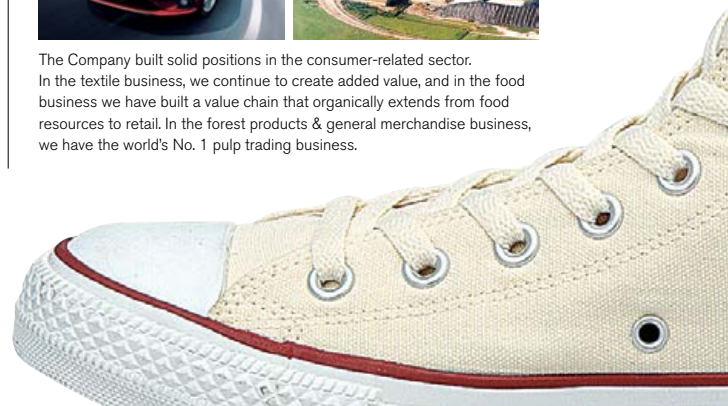 The Company built solid positions in the consumer-related sector.
In the textile business, we continue to create added value, and in the food
business we have built a value chain that organically extends from food
resources to retail. In the forest products & general merchandise business,
we have the world's No. 1 pulp trading business.